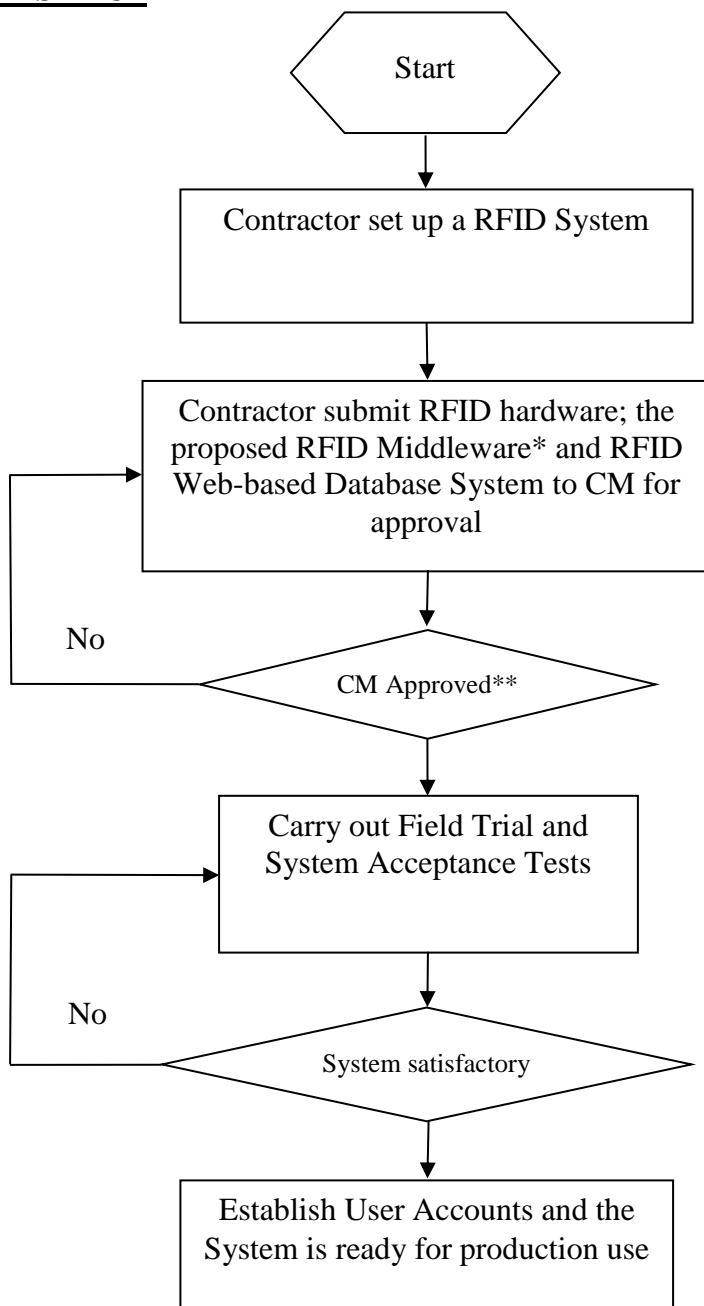 Start
Contractor set up a RFID System
Contractor submit RFID hardware; the
proposed RFID Middleware* and RFID
Web-based Database System to CM for
approval
No
CM Approved**
Carry out Field Trial and
System Acceptance Tests
No
System satisfactory
Establish User Accounts and the
System is ready for production use